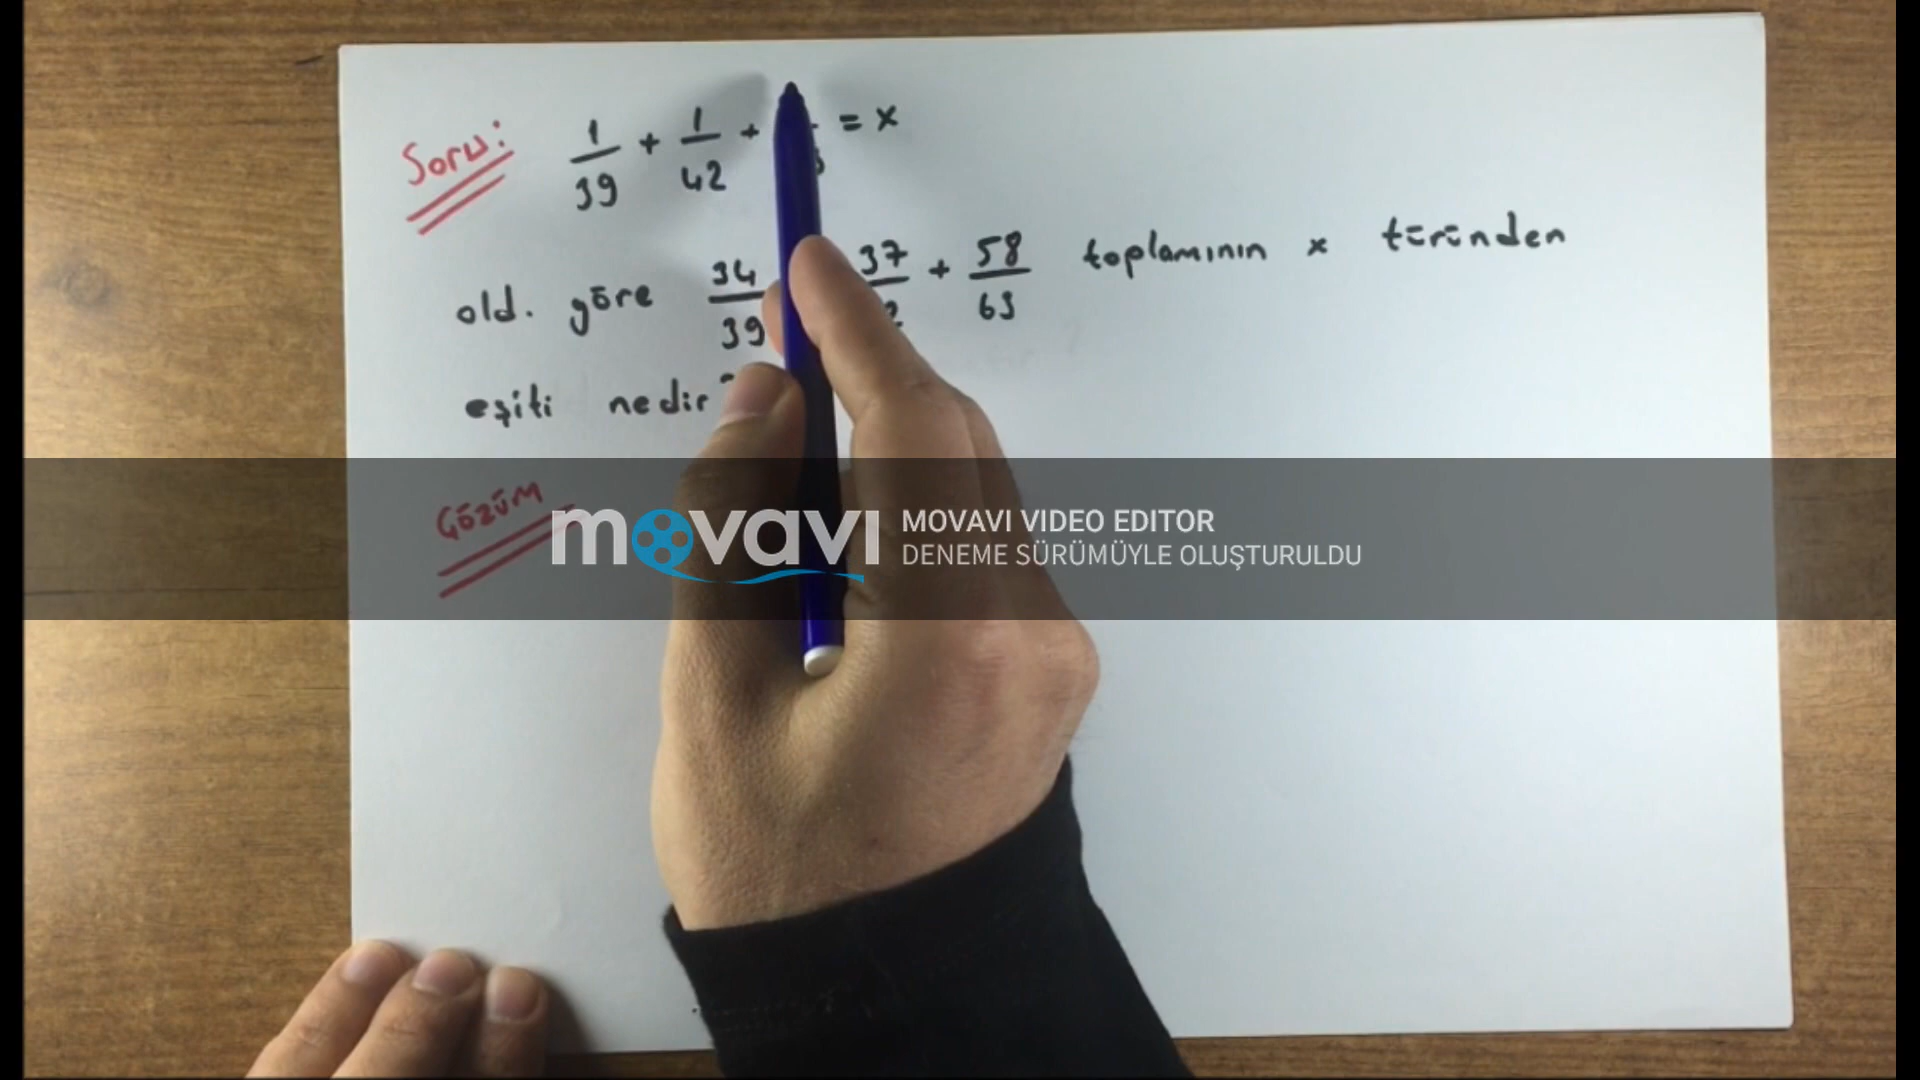 Soru: 1/39 + 1/42 + = x
old. göre 34/39 37 + 58/63 toplamının x türünden
eşiti nedir
Çözüm
movavi MOVAVI VIDEO EDITOR
DENEME SÜRÜMÜYLE OLUŞTURULDU